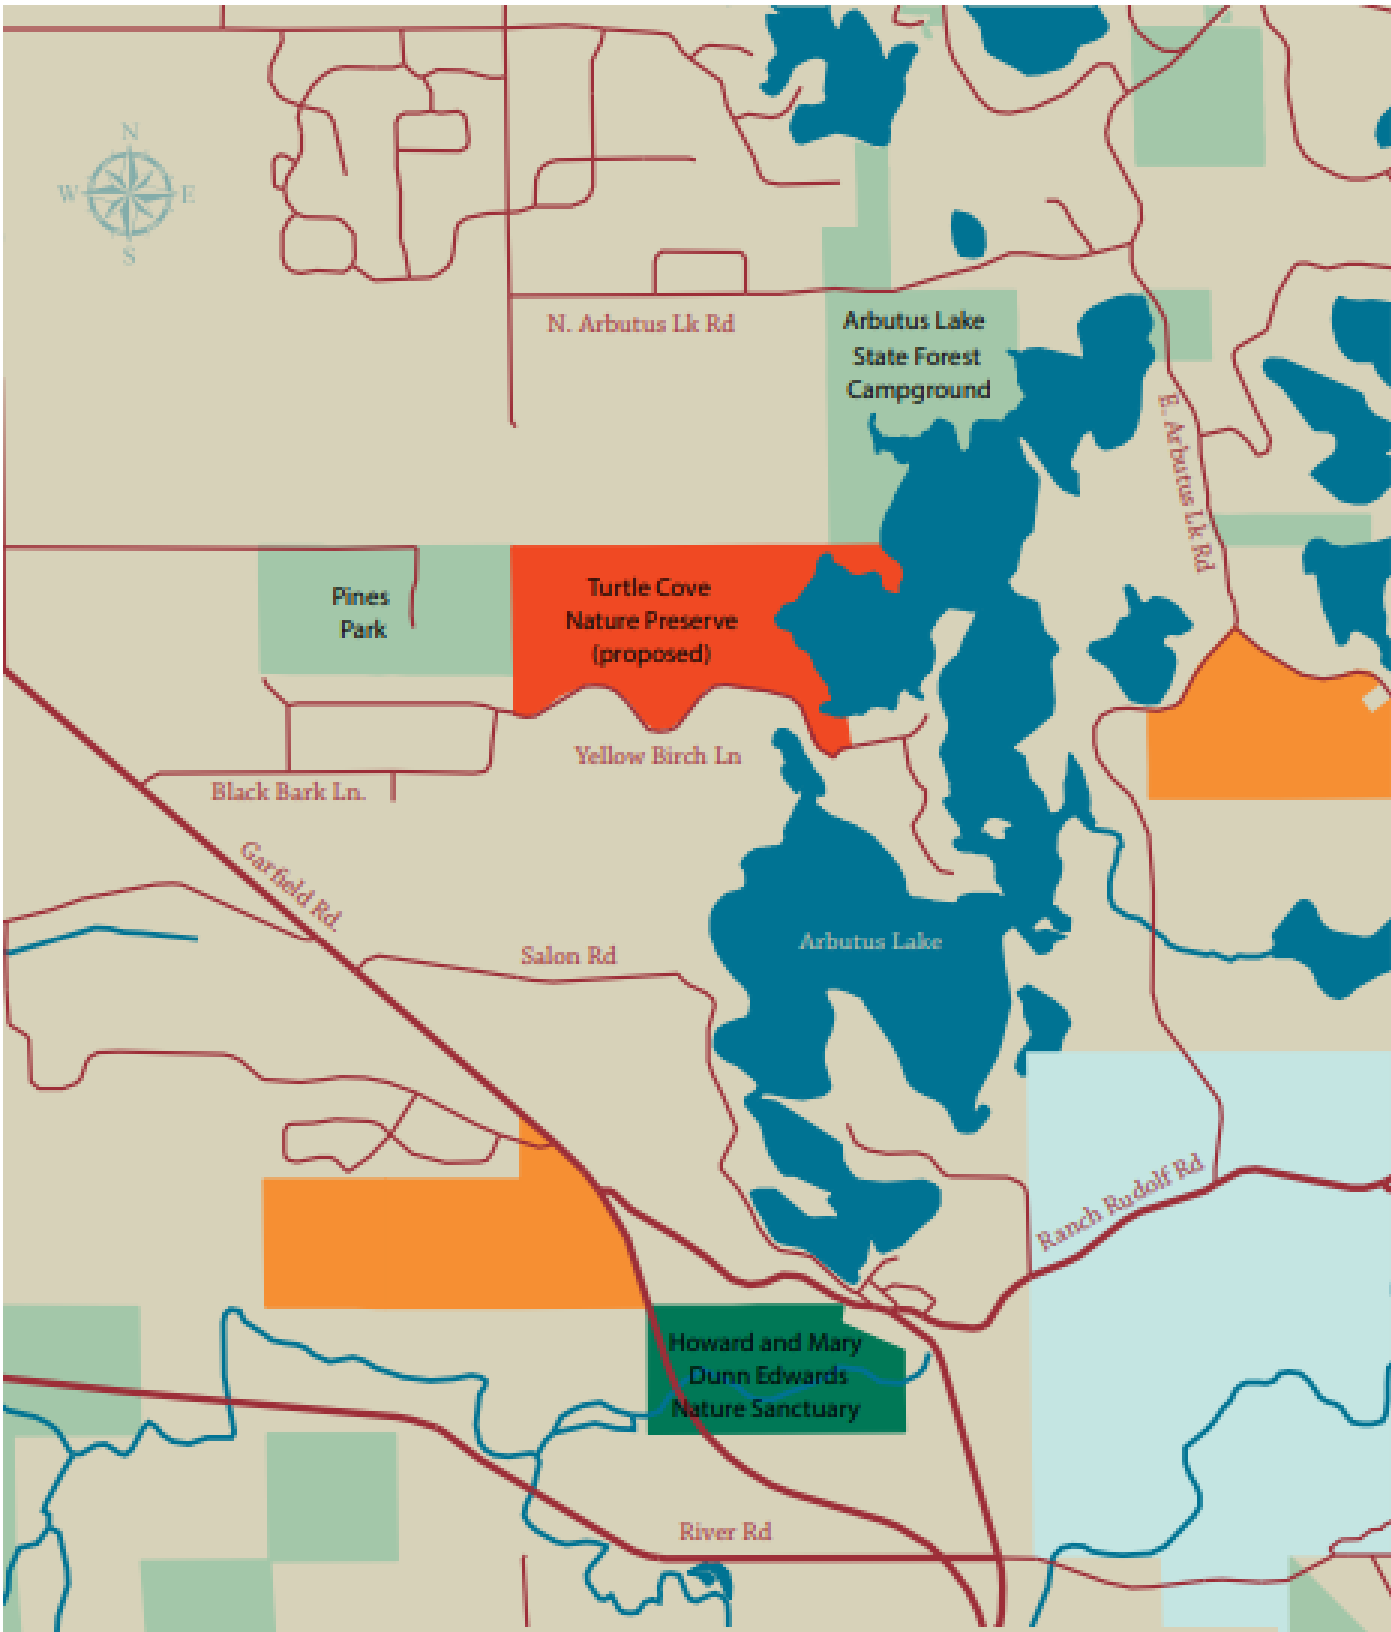 N
W E
S
N. Arbutus Lk Rd
Arbutus Lake
State Forest
Campground
E. Arbutus Lk Rd
Pines
Park
Turtle Cove
Nature Preserve
(proposed)
Yellow Birch Ln
Black Bark Ln.
Garfield Rd.
Salon Rd
Arbutus Lake
Ranch Rudolf Rd
Howard and Mary
Dunn Edwards
Nature Sanctuary
River Rd